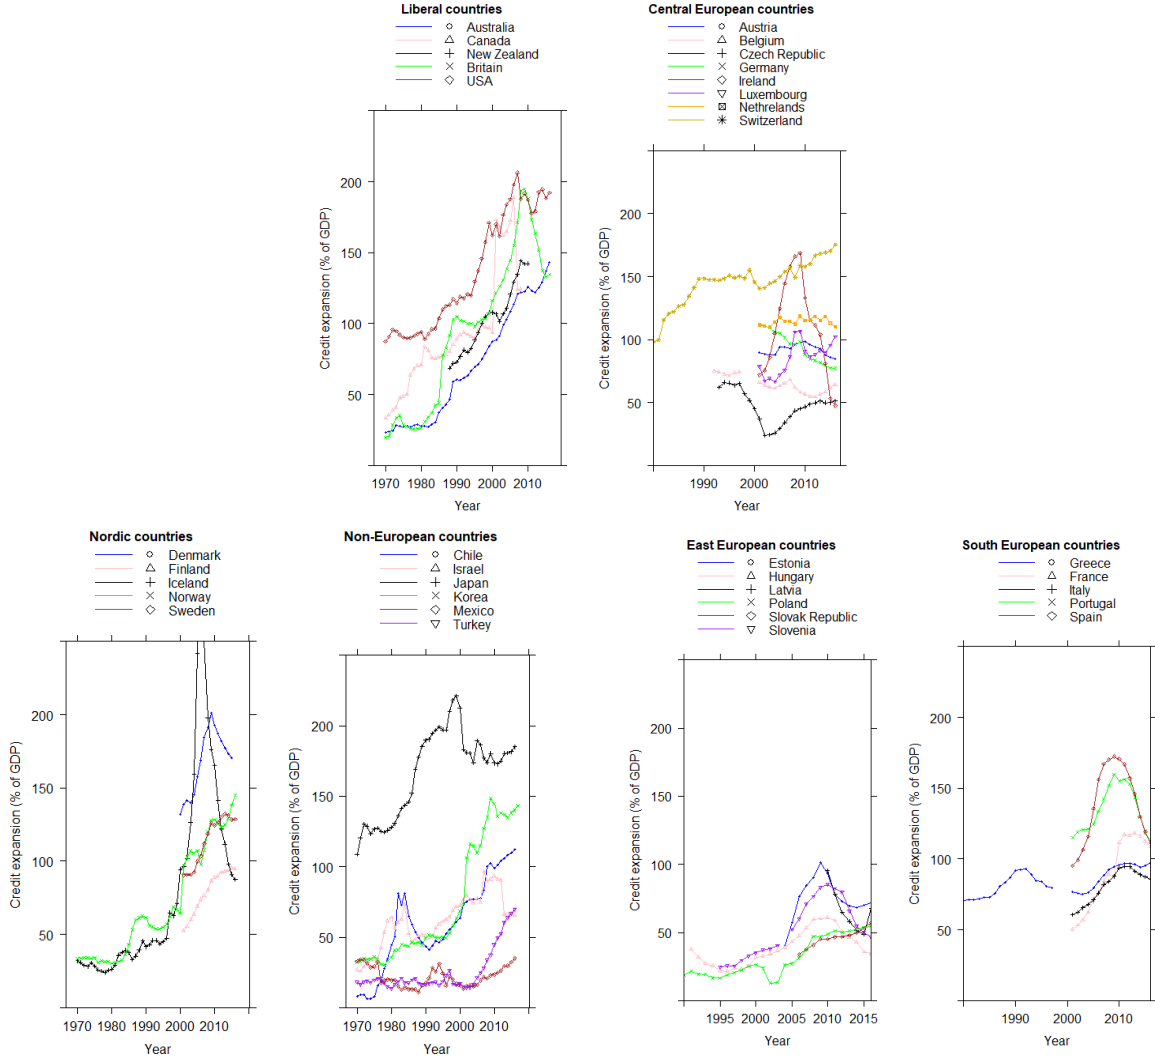 Liberal countries
Australia
Canada
New Zealand
Britain
USA
Credit expansion (% of GDP)
200
150
100
50
1970 1980 1990 2000 2010
Year
Central European countries
Austria
Belgium
Czech Republic
Germany
Ireland
Luxembourg
Nethrelands
Switzerland
Credit expansion (% of GDP)
200
150
100
50
1990 2000 2010
Year
Nordic countries
Denmark
Finland
Iceland
Norway
Sweden
Credit expansion (% of GDP)
200
150
100
50
1970 1980 1990 2000 2010
Year
Non-European countries
Chile
Israel
Japan
Korea
Mexico
Turkey
Credit expansion (% of GDP)
200
150
100
50
1970 1980 1990 2000 2010
Year
East European countries
Estonia
Hungary
Latvia
Poland
Slovak Republic
Slovenia
Credit expansion (% of GDP)
200
150
100
50
1995 2000 2005 2010 2015
Year
South European countries
Greece
France
Italy
Portugal
Spain
Credit expansion (% of GDP)
200
150
100
50
1990 2000 2010
Year